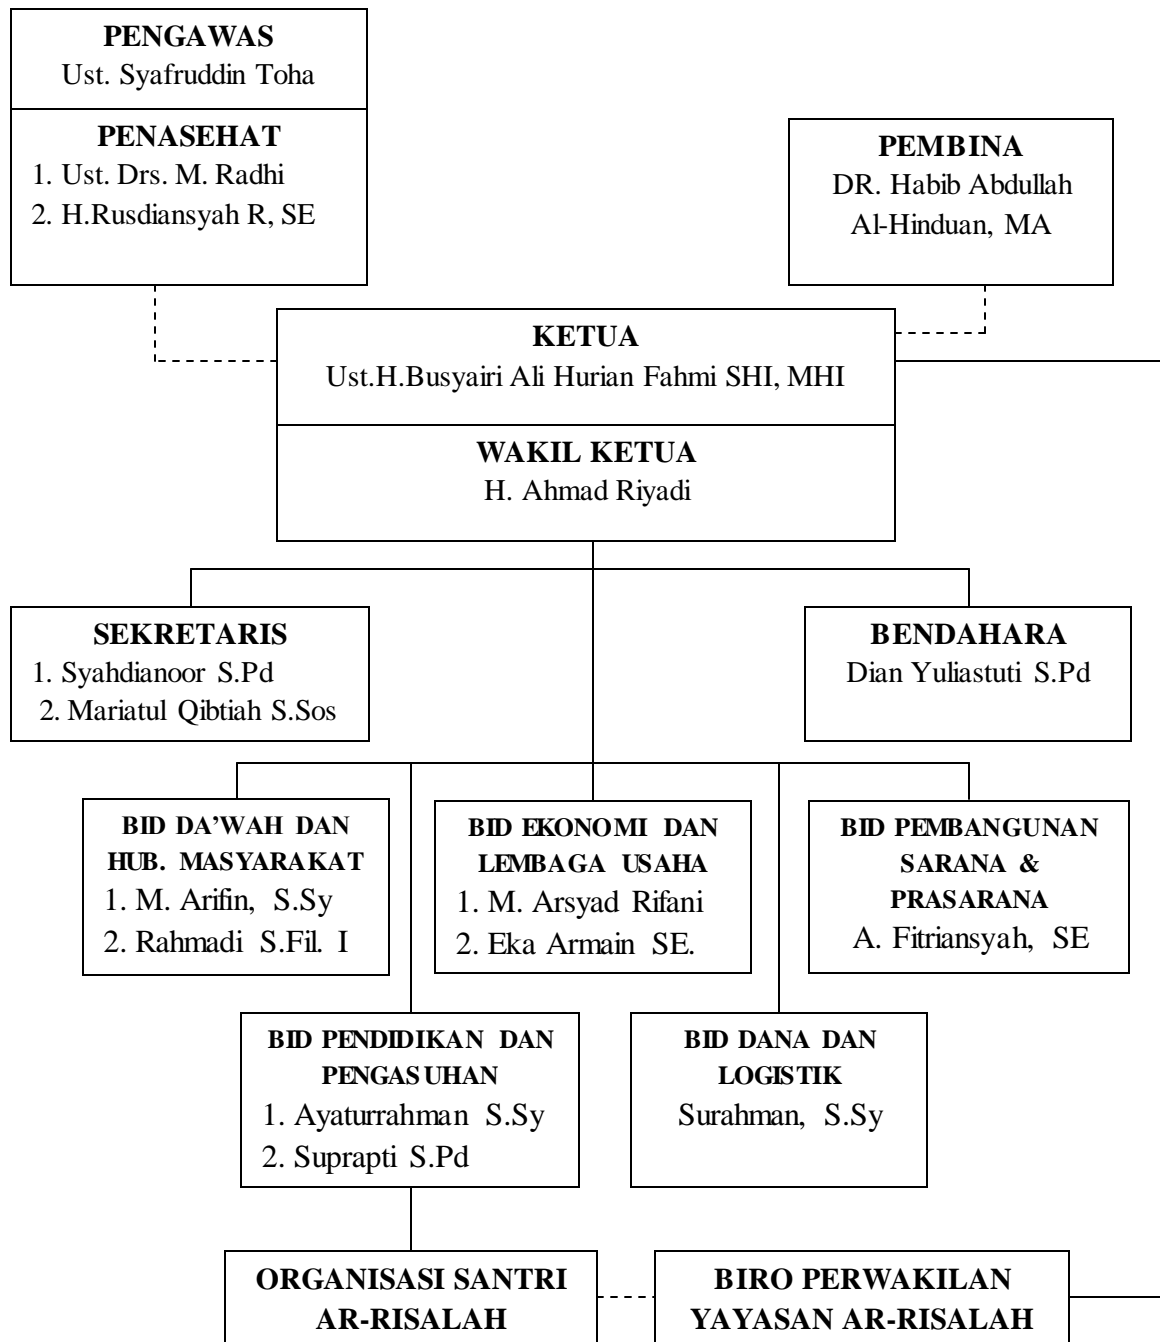 PENGAWAS
Ust. Syafruddin Toha
PENASEHAT
1. Ust. Drs. M. Radhi
2. H.Rusdiansyah R, SE
PEMBINA
DR. Habib Abdullah
Al-Hinduan, MA
KETUA
Ust.H.Busyairi Ali Hurian Fahmi SHI, MHI
WAKIL KETUA
H. Ahmad Riyadi
SEKRETARIS
1. Syahdianoor S.Pd
2. Mariatul Qibtiah S.Sos
BENDAHARA
Dian Yuliastuti S.Pd
BID DA’WAH DAN
HUB. MASYARAKAT
1. M. Arifin, S.Sy
2. Rahmadi S.Fil. I
BID EKONOMI DAN
LEMBAGA USAHA
1. M. Arsyad Rifani
2. Eka Armain SE.
BID PEMBANGUNAN
SARANA &
PRASARANA
A. Fitriansyah, SE
BID PENDIDIKAN DAN
PENGASUHAN
1. Ayaturrahman S.Sy
2. Suprapti S.Pd
BID DANA DAN
LOGISTIK
Surahman, S.Sy
ORGANISASI SANTRI
AR-RISALAH
BIRO PERWAKILAN
YAYASAN AR-RISALAH